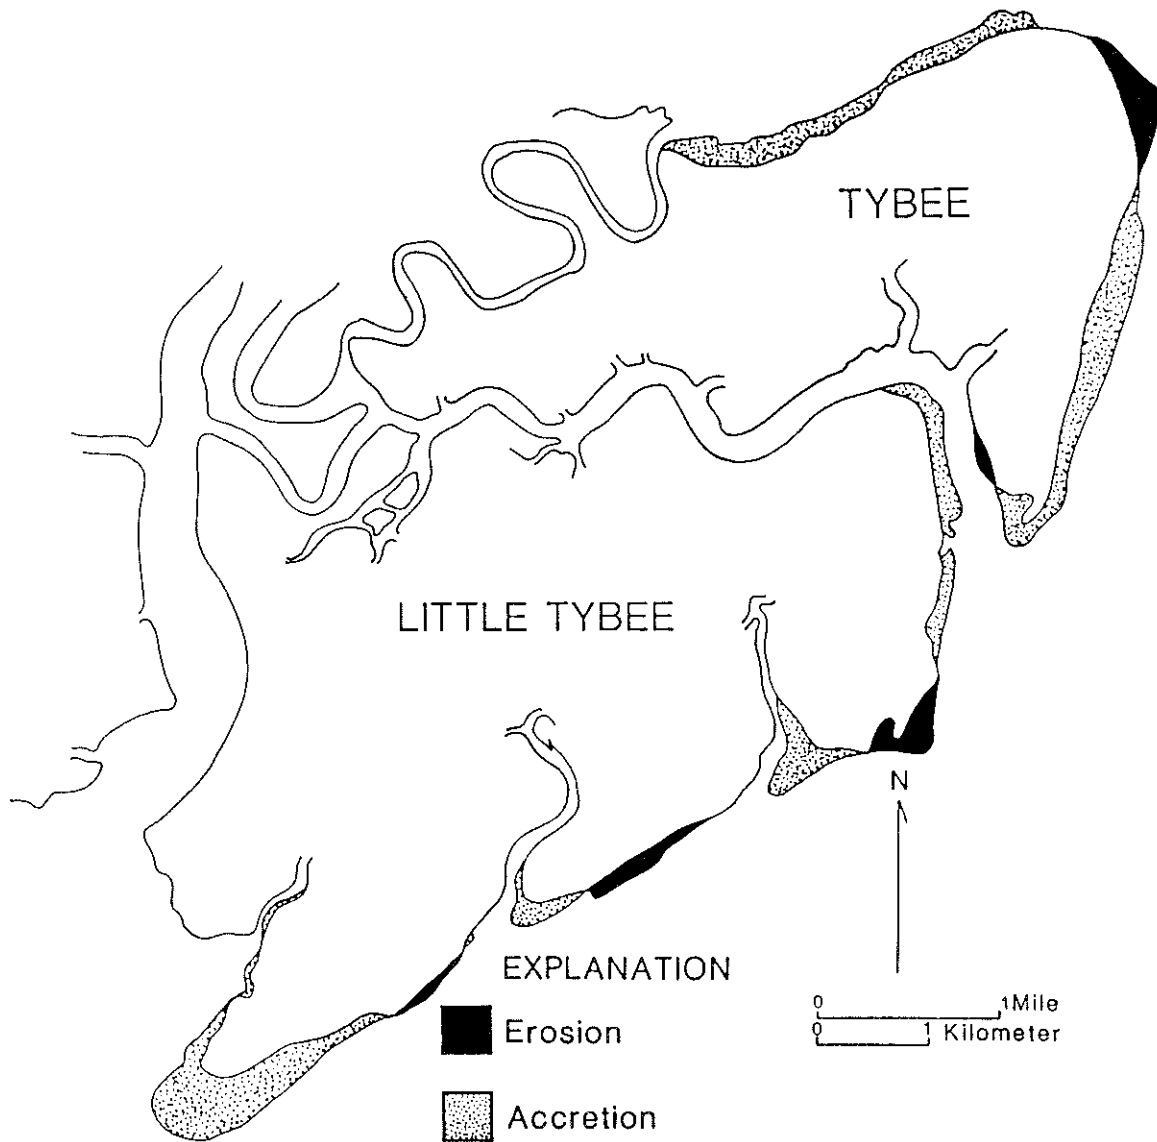 TYBEE
LITTLE TYBEE
N
EXPLANATION
Erosion
Accretion
0 1 Mile
0 1 Kilometer